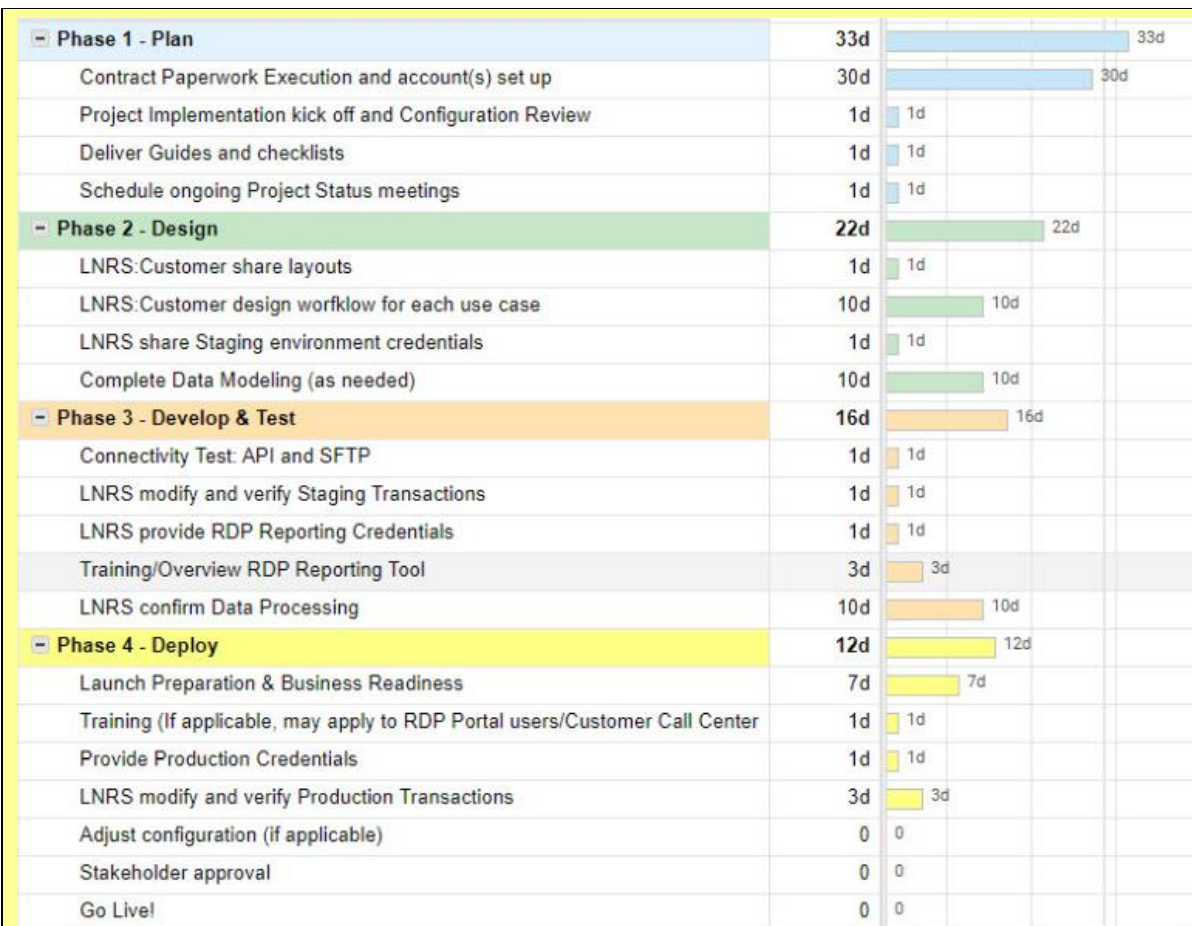 Phase 1 - Plan 33d 33d
Contract Paperwork Execution and account(s) set up 30d 30d
Project Implementation kick off and Configuration Review 1d 1d
Deliver Guides and checklists 1d 1d
Schedule ongoing Project Status meetings 1d 1d
Phase 2 - Design 22d 22d
LNRS:Customer share layouts 1d 1d
LNRS:Customer design worfklow for each use case 10d 10d
LNRS share Staging environment credentials 1d 1d
Complete Data Modeling (as needed) 10d 10d
Phase 3 - Develop & Test 16d 16d
Connectivity Test: API and SFTP 1d 1d
LNRS modify and verify Staging Transactions 1d 1d
LNRS provide RDP Reporting Credentials 1d 1d
Training/Overview RDP Reporting Tool 3d 3d
LNRS confirm Data Processing 10d 10d
Phase 4 - Deploy 12d 12d
Launch Preparation & Business Readiness 7d 7d
Training (If applicable, may apply to RDP Portal users/Customer Call Center 1d 1d
Provide Production Credentials 1d 1d
LNRS modify and verify Production Transactions 3d 3d
Adjust configuration (if applicable) 0 0
Stakeholder approval 0 0
Go Live! 0 0